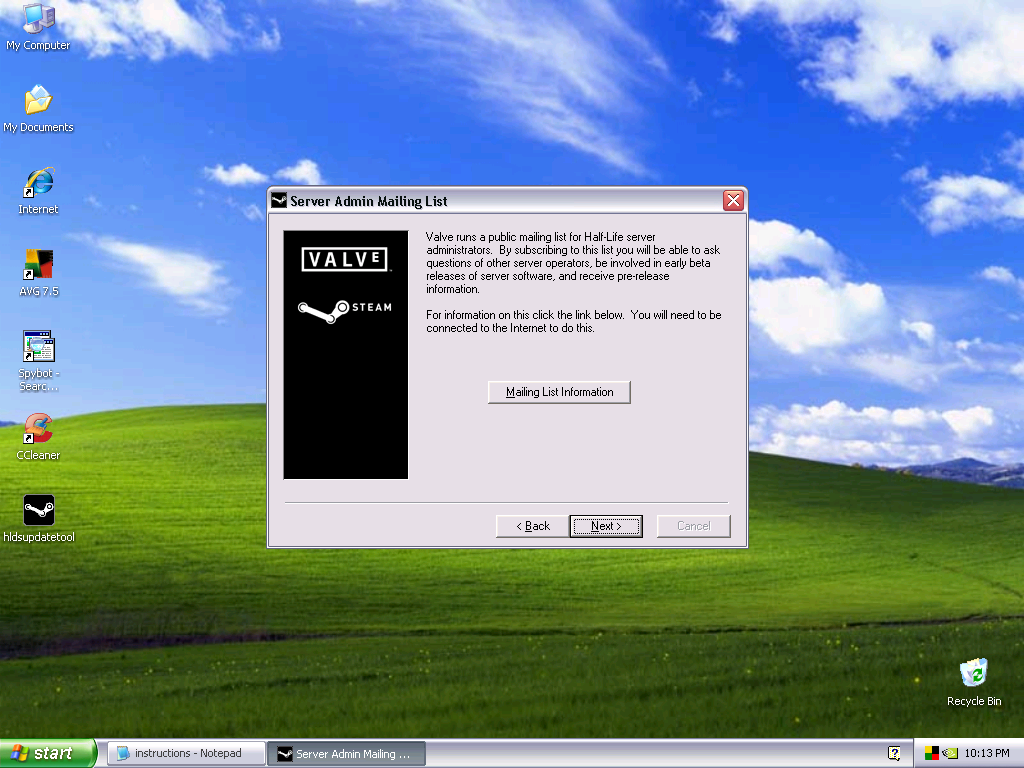 My Computer
My Documents
Internet
AVG 7.5
Spybot -
Searc...
CCleaner
hldsupdatetool
Server Admin Mailing List
VALVE
STEAM
Valve runs a public mailing list for Half-Life server
administrators. By subscribing to this list you will be able to ask
questions of other server operators, be involved in early beta
releases of server software, and receive pre-release
information.
For information on this click the link below. You will need to be
connected to the Internet to do this.
Mailing List Information
< Back
Next >
Cancel
Recycle Bin
start
instructions - Notepad
Server Admin Mailing ...
10:13 PM